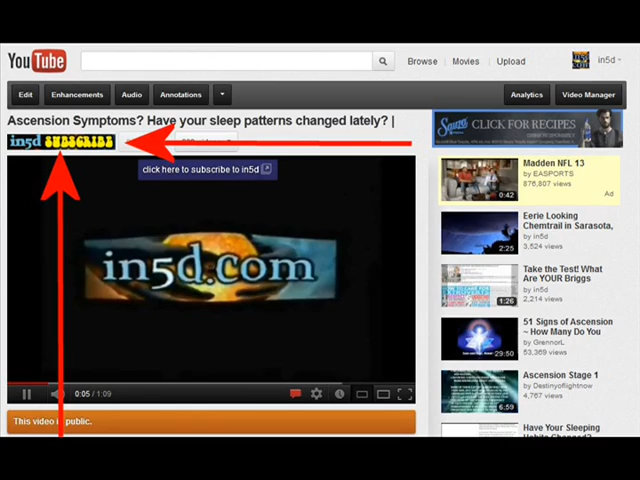 YouTube
Browse Movies Upload
in5d
Edit Enhancements Audio Annotations
Analytics Video Manager
Ascension Symptoms? Have your sleep patterns changed lately? |
in5d SUBSCRIBE
click here to subscribe to in5d
in5d.com
0:05 / 1:09
This video is public.
CLICK FOR RECIPES
Madden NFL 13
by EASPORTS
876,807 views
Ad
0:42
Eerie Looking
Chemtrail in Sarasota,
by in5d
3,524 views
2:25
Take the Test! What
Are YOUR Briggs
by in5d
2,214 views
1:26
51 Signs of Ascension
~ How Many Do You
by GrennorL
53,369 views
29:50
Ascension Stage 1
by Destinyoflightnow
4,767 views
6:59
Have Your Sleeping